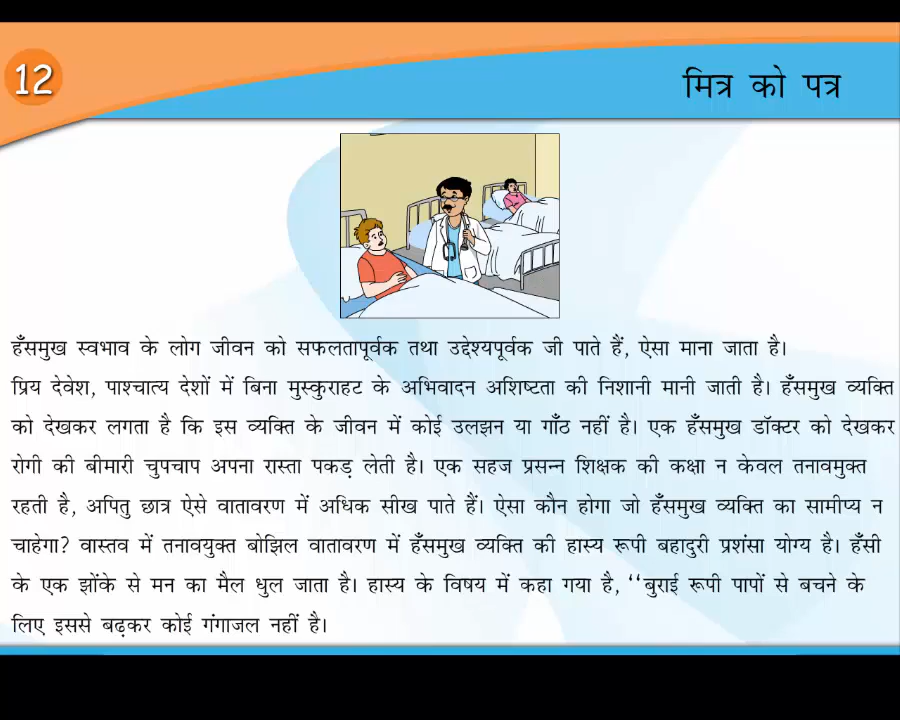 12
मित्र को पत्र
हँसमुख स्वभाव के लोग जीवन को सफलतापूर्वक तथा उद्देश्यपूर्वक जी पाते हैं, ऐसा माना जाता है।
प्रिय देवेश, पाश्चात्य देशों में बिना मुस्कुराहट के अभिवादन अशिष्टता की निशानी मानी जाती है। हँसमुख व्यक्ति
को देखकर लगता है कि इस व्यक्ति के जीवन में कोई उलझन या गाँठ नहीं है। एक हँसमुख डॉक्टर को देखकर
रोगी की बीमारी चुपचाप अपना रास्ता पकड़ लेती है। एक सहज प्रसन्न शिक्षक की कक्षा न केवल तनावमुक्त
रहती है, अपितु छात्र ऐसे वातावरण में अधिक सीख पाते हैं। ऐसा कौन होगा जो हँसमुख व्यक्ति का सामीप्य न
चाहेगा? वास्तव में तनावयुक्त बोझिल वातावरण में हँसमुख व्यक्ति की हास्य रूपी बहादुरी प्रशंसा योग्य है। हँसी
के एक झोंके से मन का मैल धुल जाता है। हास्य के विषय में कहा गया है, ‘‘बुराई रूपी पापों से बचने के
लिए इससे बढ़कर कोई गंगाजल नहीं है।